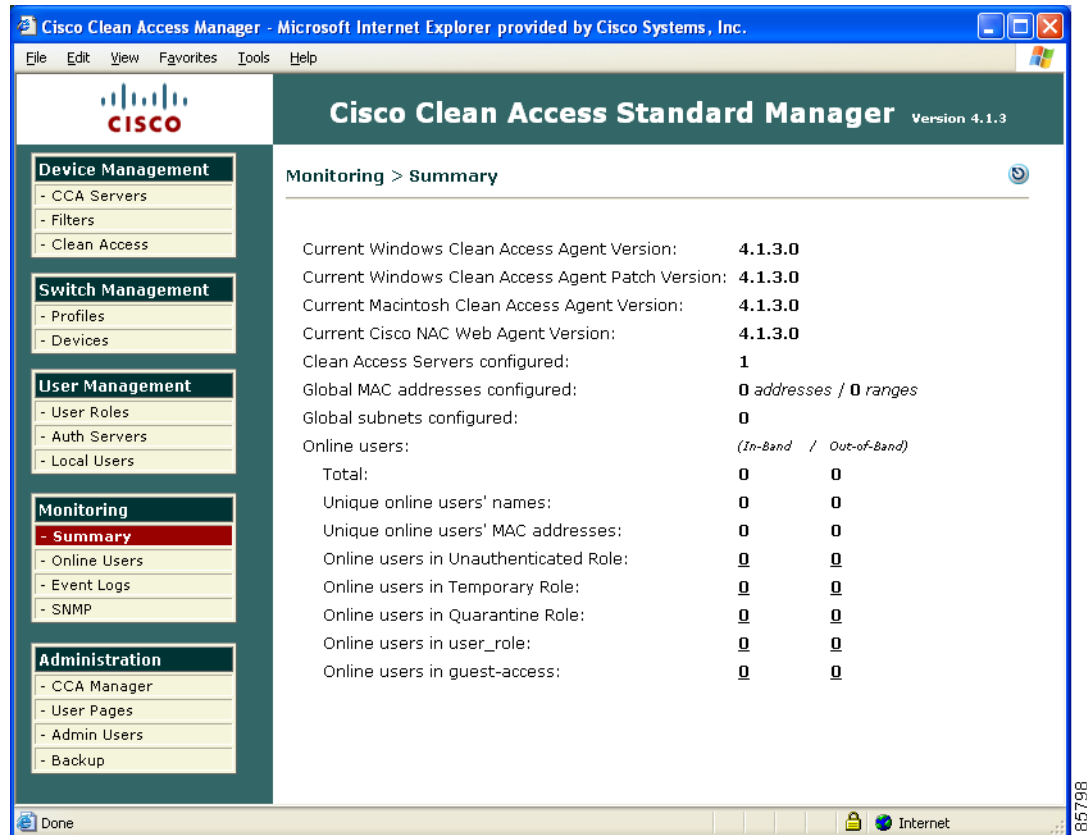 Cisco Clean Access Manager - Microsoft Internet Explorer provided by Cisco Systems, Inc.
File Edit View Favorites Tools Help
CISCO
Cisco Clean Access Standard Manager Version 4.1.3
Device Management
- CCA Servers
- Filters
- Clean Access
Switch Management
- Profiles
- Devices
User Management
- User Roles
- Auth Servers
- Local Users
Monitoring
- Summary
- Online Users
- Event Logs
- SNMP
Administration
- CCA Manager
- User Pages
- Admin Users
- Backup
Monitoring > Summary
Current Windows Clean Access Agent Version: 4.1.3.0
Current Windows Clean Access Agent Patch Version: 4.1.3.0
Current Macintosh Clean Access Agent Version: 4.1.3.0
Current Cisco NAC Web Agent Version: 4.1.3.0
Clean Access Servers configured: 1
Global MAC addresses configured: 0 addresses / 0 ranges
Global subnets configured: 0
Online users: (In-Band / Out-of-Band)
Total: 0 0
Unique online users' names: 0 0
Unique online users' MAC addresses: 0 0
Online users in Unauthenticated Role: 0 0
Online users in Temporary Role: 0 0
Online users in Quarantine Role: 0 0
Online users in user_role: 0 0
Online users in guest-access: 0 0
Done
Internet
85798